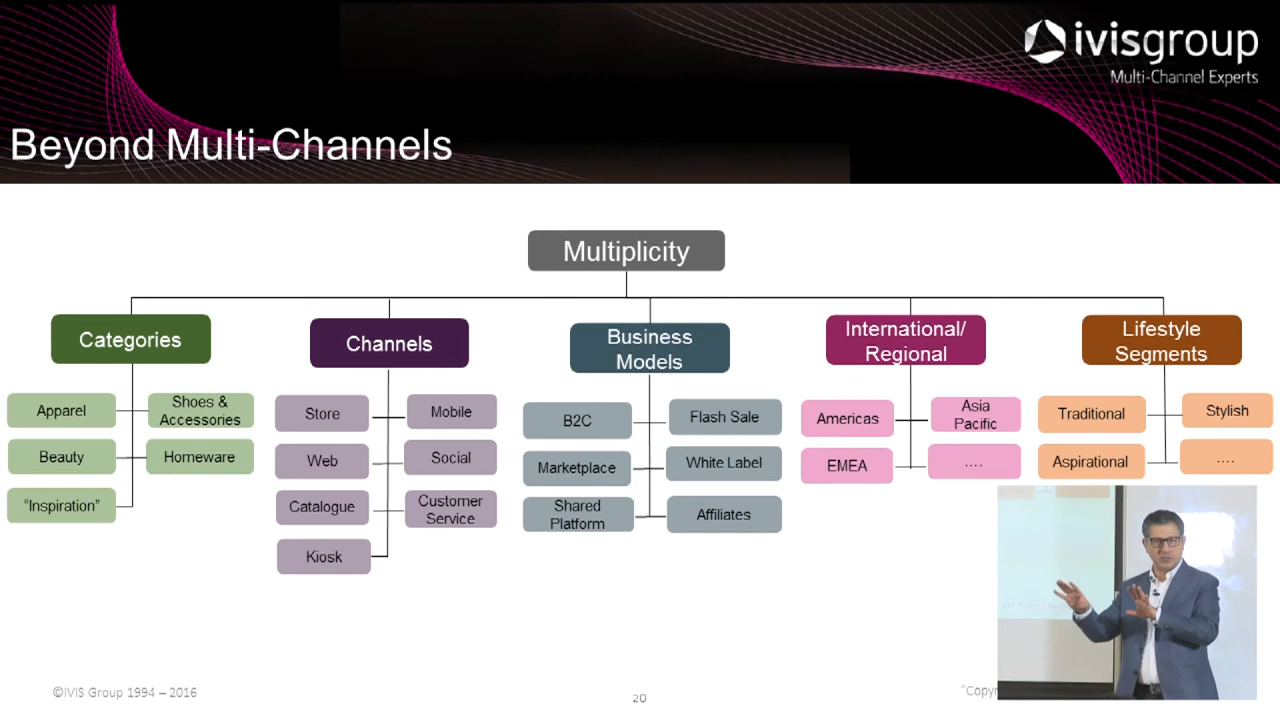 ivisgroup
Multi-Channel Experts
Beyond Multi-Channels
Multiplicity
Categories
Apparel
Shoes &
Accessories
Beauty
Homeware
“Inspiration”
Channels
Store
Mobile
Web
Social
Catalogue
Customer
Service
Kiosk
Business
Models
B2C
Flash Sale
Marketplace
White Label
Shared
Platform
Affiliates
International/
Regional
Americas
Asia
Pacific
EMEA
....
Lifestyle
Segments
Traditional
Stylish
Aspirational
....
©IVIS Group 1994 – 2016
20